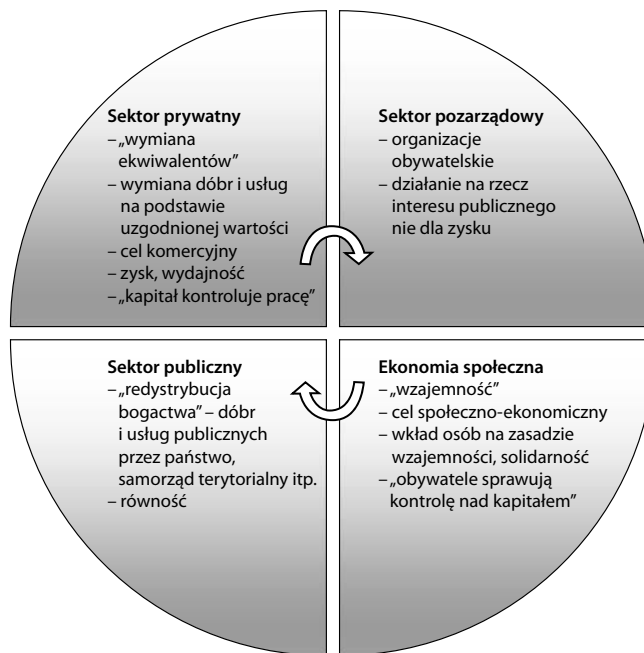 Sektor prywatny
– „wymiana
ekwiwalentów”
– wymiana dóbr i usług
na podstawie
uzgodnionej wartości
– cel komercyjny
– zysk, wydajność
– „kapitał kontroluje pracę”
Sektor pozarządowy
– organizacje
obywatelskie
– działanie na rzecz
interesu publicznego
nie dla zysku
Sektor publiczny
– „redystrybucja
bogactwa” – dóbr
i usług publicznych
przez państwo,
samorząd terytorialny itp.
– równość
Ekonomia społeczna
– „wzajemność”
– cel społeczno-ekonomiczny
– wkład osób na zasadzie
wzajemności, solidarność
– „obywatele sprawują
kontrolę nad kapitałem”